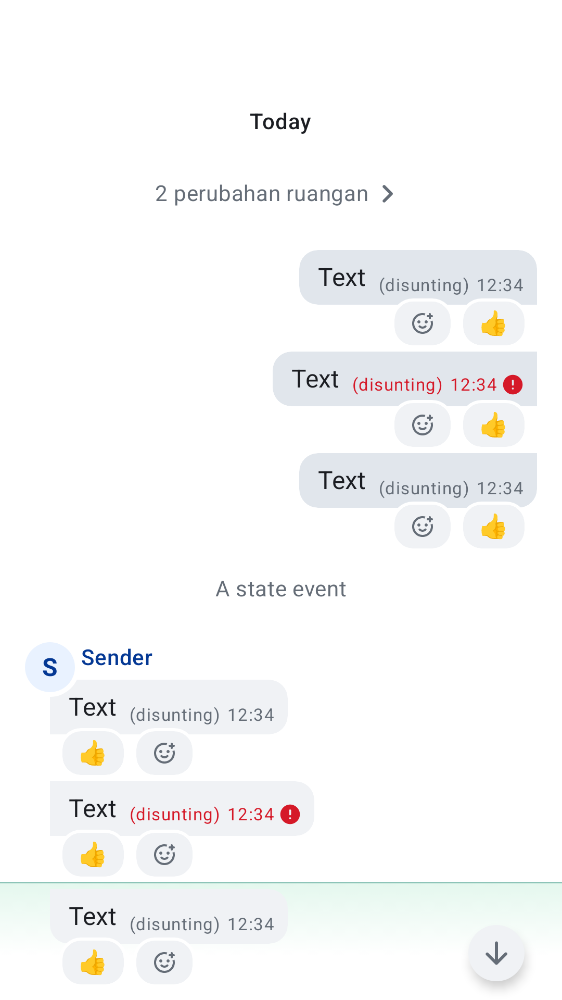 Today
2 perubahan ruangan
Text (disunting) 12:34
👍
Text (disunting) 12:34
👍
Text (disunting) 12:34
👍
A state event
S Sender
Text (disunting) 12:34
👍
Text (disunting) 12:34
👍
Text (disunting) 12:34
👍